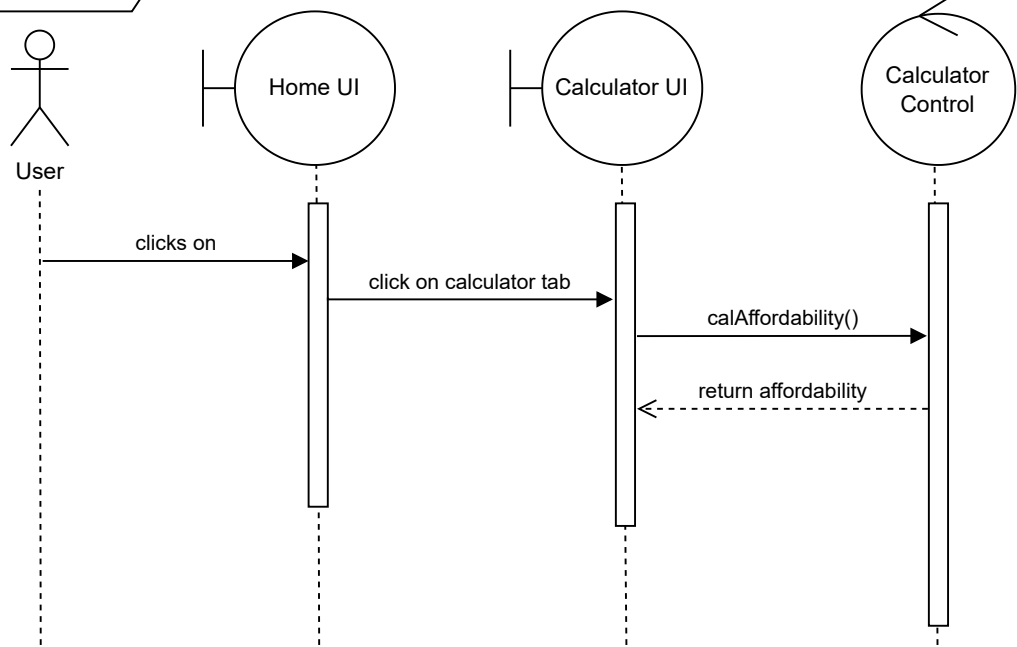 Home UI
Calculator UI
Calculator
Control
User
clicks on
click on calculator tab
calAffordability()
return affordability